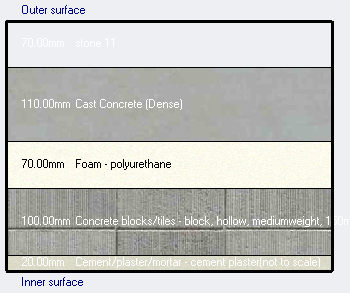 Outer surface
70.00mm stone 11
110.00mm Cast Concrete (Dense)
70.00mm Foam - polyurethane
100.00mm Concrete blocks/tiles - block, hollow, mediumweight, 1
20.00mm Cement/plaster/mortar - cement plaster(not to scale)
Inner surface